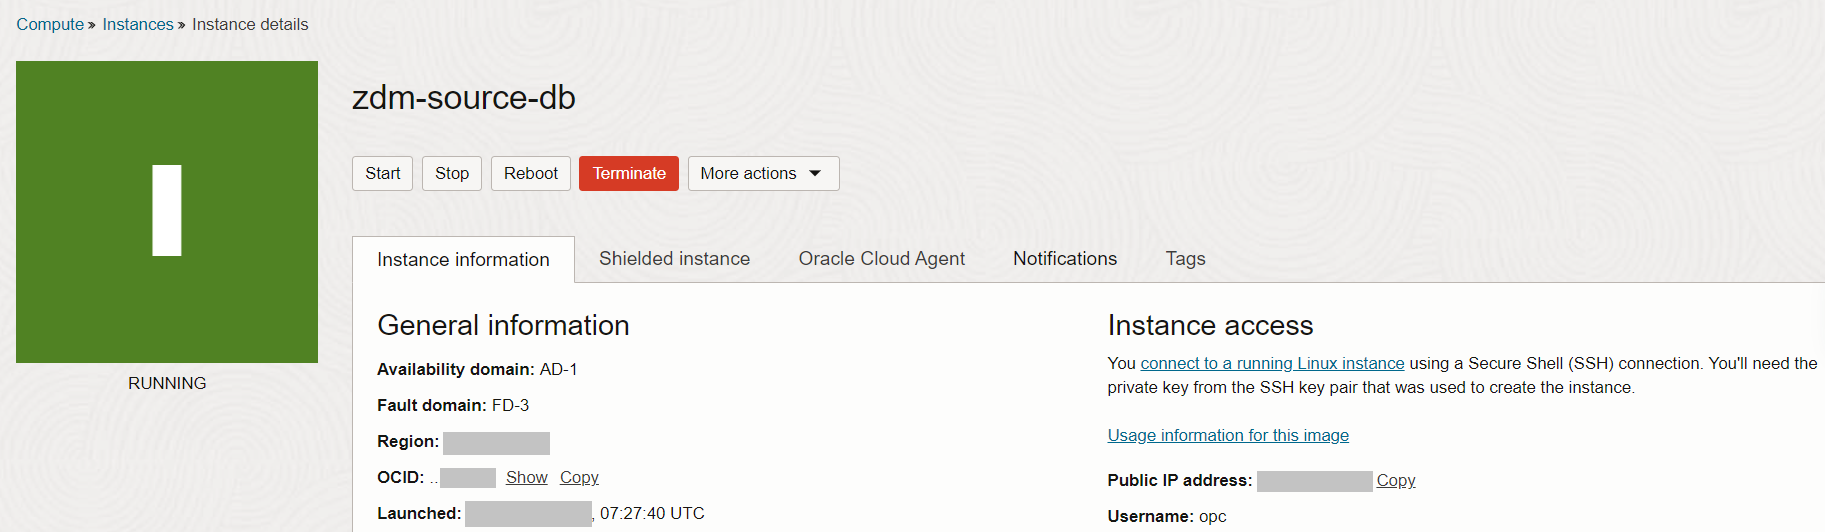 Compute » Instances » Instance details
zdm-source-db
Start Stop Reboot Terminate More actions
RUNNING
Instance information Shielded instance Oracle Cloud Agent Notifications Tags
General information
Availability domain: AD-1
Fault domain: FD-3
Region:
OCID: .. Show Copy
Launched: , 07:27:40 UTC
Instance access
You connect to a running Linux instance using a Secure Shell (SSH) connection. You'll need the
private key from the SSH key pair that was used to create the instance.
Usage information for this image
Public IP address: Copy
Username: opc